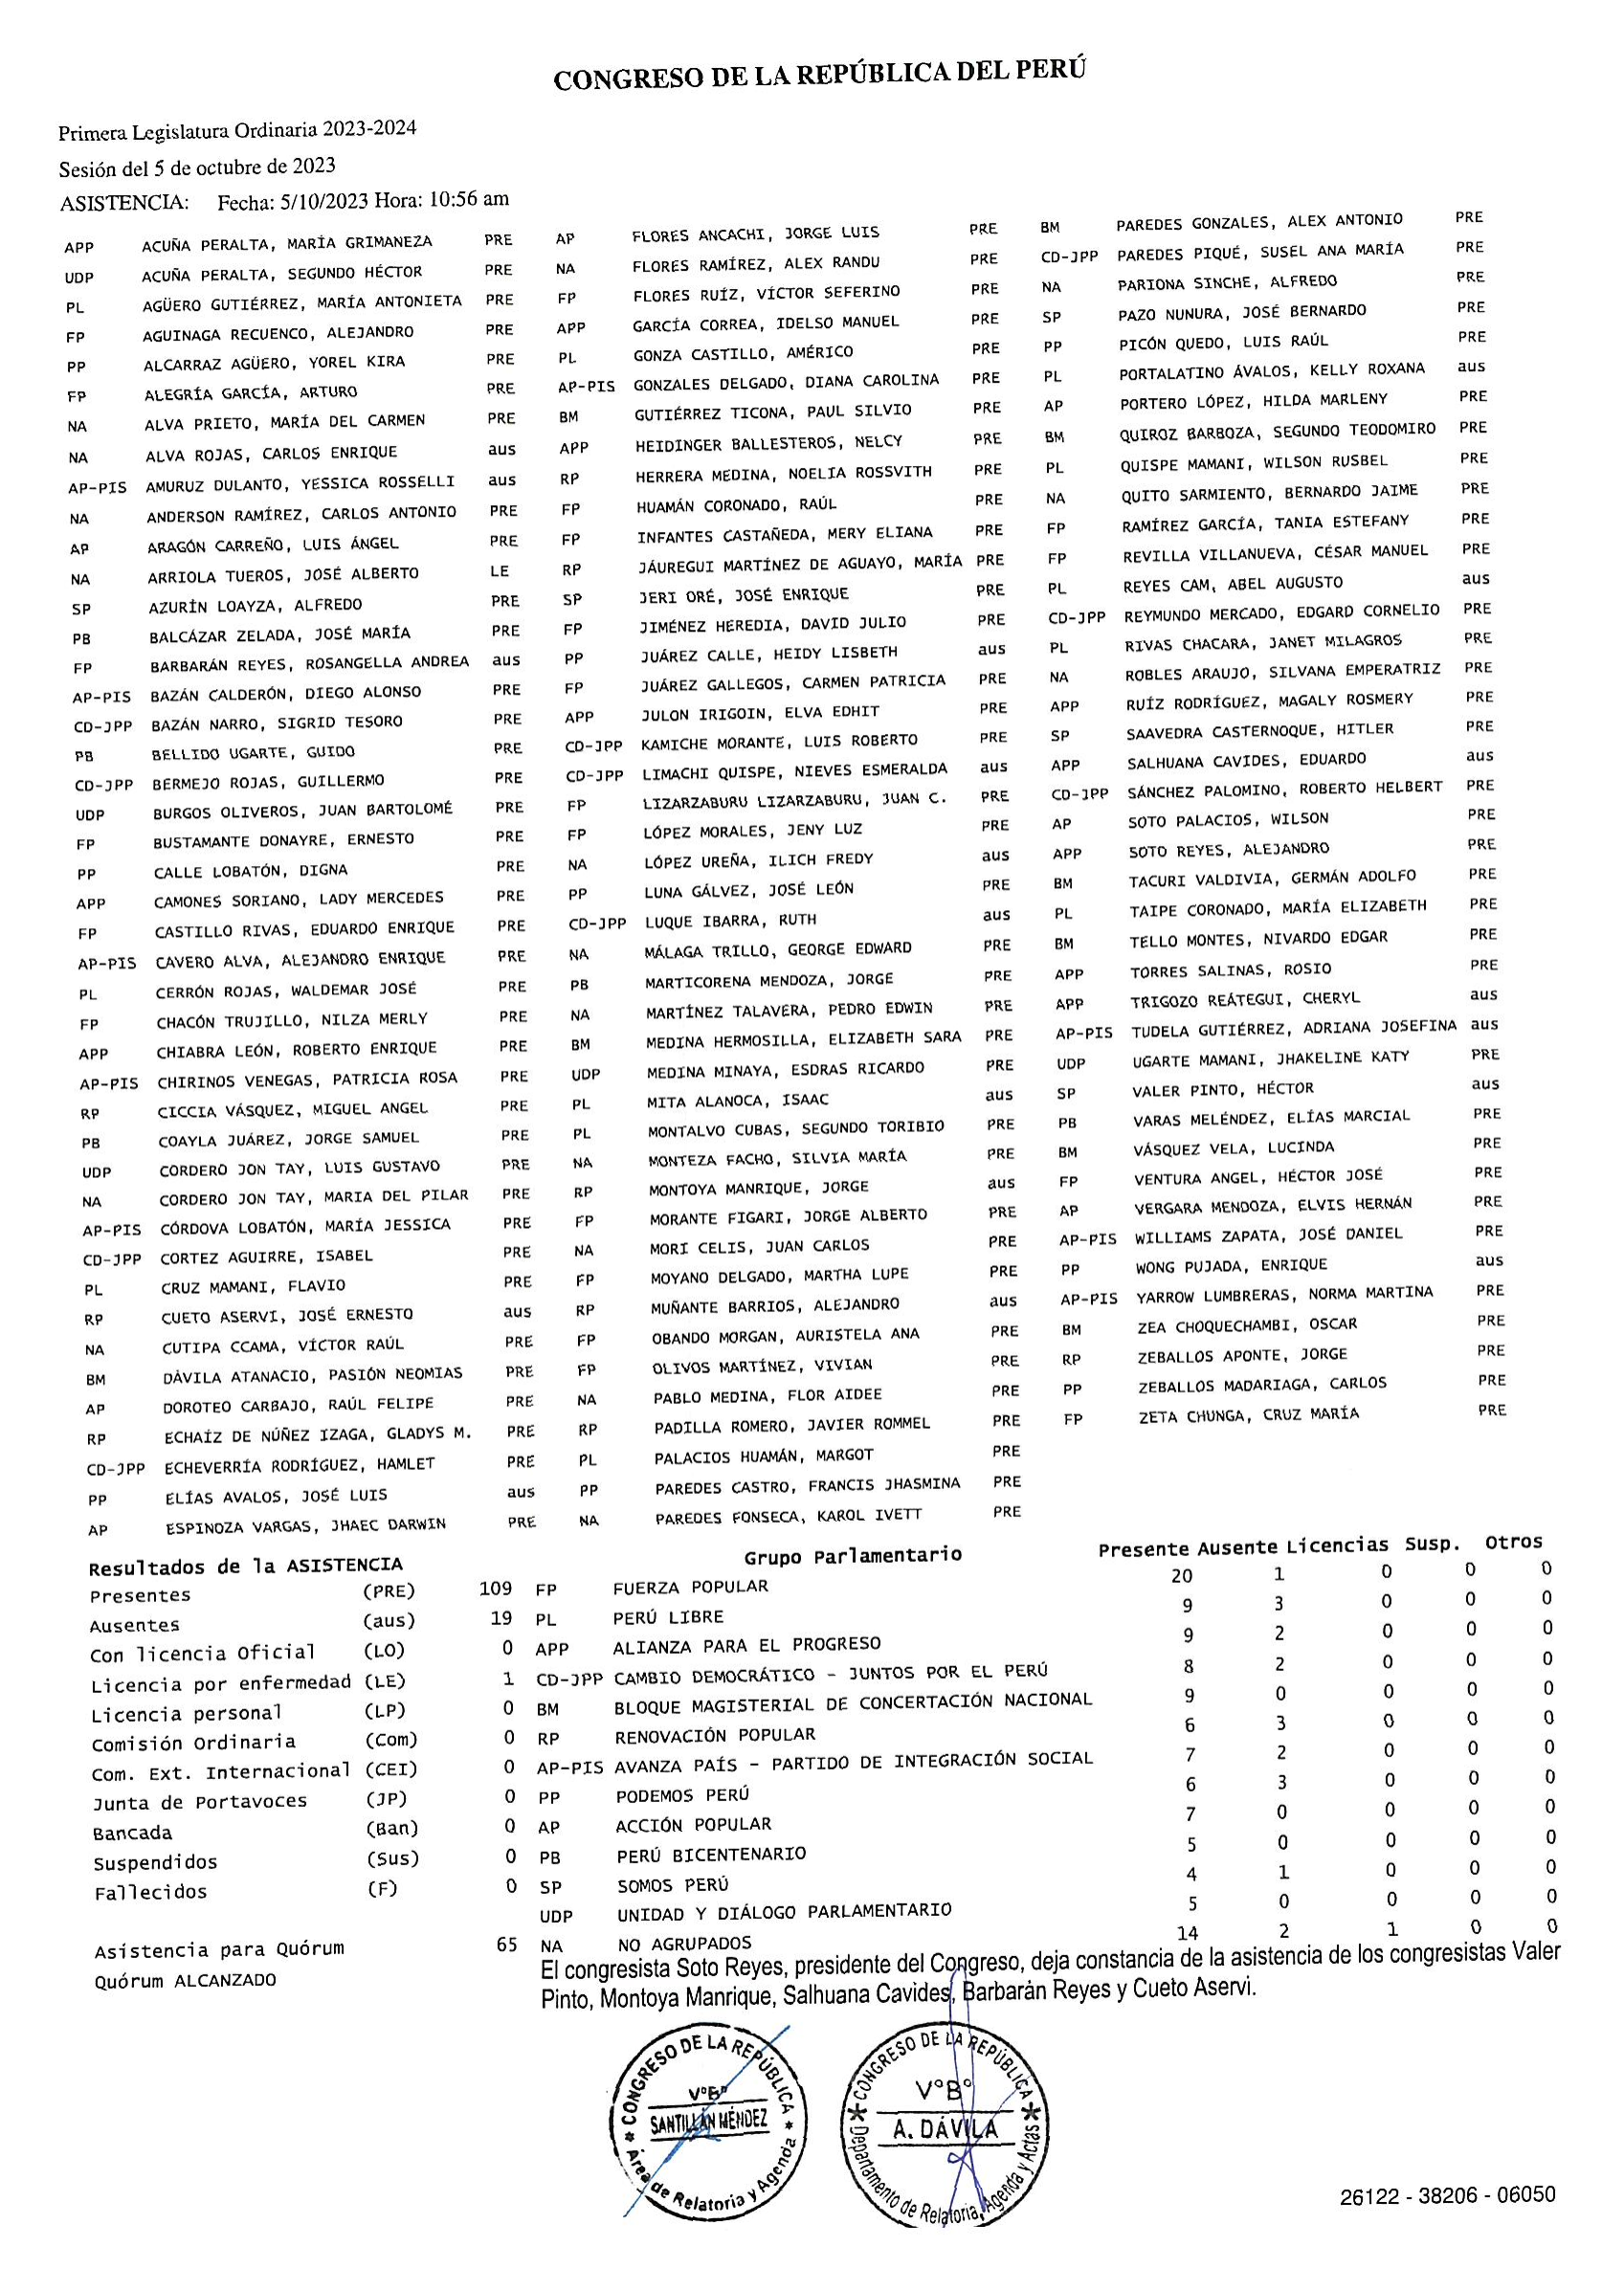 CONGRESO DE LA REPÚBLICA DEL PERÚ
Primera Legislatura Ordinaria 2023-2024
Sesión del 5 de octubre de 2023
ASISTENCIA: Fecha: 5/10/2023 Hora: 10:56 am
APP ACUÑA PERALTA, MARÍA GRIMANEZA PRE
UDP ACUÑA PERALTA, SEGUNDO HÉCTOR PRE
PL AGÜERO GUTIÉRREZ, MARÍA ANTONIETA PRE
FP AGUINAGA RECUENCO, ALEJANDRO PRE
PP ALCARRAZ AGÜERO, YOREL KIRA PRE
FP ALEGRÍA GARCÍA, ARTURO PRE
NA ALVA PRIETO, MARÍA DEL CARMEN PRE
NA ALVA ROJAS, CARLOS ENRIQUE aus
AP-PIS AMURUZ DULANTO, YESSICA ROSSELLI aus
NA ANDERSON RAMÍREZ, CARLOS ANTONIO PRE
AP ARAGÓN CARREÑO, LUIS ÁNGEL PRE
NA ARRIOLA TUEROS, JOSÉ ALBERTO LE
SP AZURÍN LOAYZA, ALFREDO PRE
PB BALCÁZAR ZELADA, JOSÉ MARÍA PRE
FP BARBARÁN REYES, ROSANGELLA ANDREA aus
AP-PIS BAZÁN CALDERÓN, DIEGO ALONSO PRE
CD-JPP BAZÁN NARRO, SIGRID TESORO PRE
PB BELLIDO UGARTE, GUIDO PRE
CD-JPP BERMEJO ROJAS, GUILLERMO PRE
UDP BURGOS OLIVEROS, JUAN BARTOLOMÉ PRE
FP BUSTAMANTE DONAYRE, ERNESTO PRE
PP CALLE LOBATÓN, DIGNA PRE
APP CAMONES SORIANO, LADY MERCEDES PRE
FP CASTILLO RIVAS, EDUARDO ENRIQUE PRE
AP-PIS CAVERO ALVA, ALEJANDRO ENRIQUE PRE
PL CERRÓN ROJAS, WALDEMAR JOSÉ PRE
FP CHACÓN TRUJILLO, NILZA MERLY PRE
APP CHIABRA LEÓN, ROBERTO ENRIQUE PRE
AP-PIS CHIRINOS VENEGAS, PATRICIA ROSA PRE
RP CICCIA VÁSQUEZ, MIGUEL ANGEL PRE
PB COAYLA JUÁREZ, JORGE SAMUEL PRE
UDP CORDERO JON TAY, LUIS GUSTAVO PRE
NA CORDERO JON TAY, MARIA DEL PILAR PRE
AP-PIS CÓRDOVA LOBATÓN, MARÍA JESSICA PRE
CD-JPP CORTEZ AGUIRRE, ISABEL PRE
PL CRUZ MAMANI, FLAVIO PRE
RP CUETO ASERVI, JOSÉ ERNESTO aus
NA CUTIPA CCAMA, VÍCTOR RAÚL PRE
BM DÁVILA ATANACIO, PASIÓN NEOMIAS PRE
AP DOROTEO CARBAJO, RAÚL FELIPE PRE
RP ECHAÍZ DE NÚÑEZ IZAGA, GLADYS M. PRE
CD-JPP ECHEVERRÍA RODRÍGUEZ, HAMLET PRE
PP ELÍAS AVALOS, JOSÉ LUIS aus
AP ESPINOZA VARGAS, JHAEC DARWIN PRE
AP FLORES ANCACHI, JORGE LUIS PRE
NA FLORES RAMÍREZ, ALEX RANDU PRE
FP FLORES RUÍZ, VÍCTOR SEFERINO PRE
APP GARCÍA CORREA, IDELSO MANUEL PRE
PL GONZA CASTILLO, AMÉRICO PRE
AP-PIS GONZALES DELGADO, DIANA CAROLINA PRE
BM GUTIÉRREZ TICONA, PAUL SILVIO PRE
APP HEIDINGER BALLESTEROS, NELCY PRE
RP HERRERA MEDINA, NOELIA ROSSVITH PRE
FP HUAMÁN CORONADO, RAÚL PRE
FP INFANTES CASTAÑEDA, MERY ELIANA PRE
RP JÁUREGUI MARTÍNEZ DE AGUAYO, MARÍA PRE
SP JERI ORÉ, JOSÉ ENRIQUE PRE
FP JIMÉNEZ HEREDIA, DAVID JULIO PRE
PP JUÁREZ CALLE, HEIDY LISBETH aus
FP JUÁREZ GALLEGOS, CARMEN PATRICIA PRE
APP JULON IRIGOIN, ELVA EDHIT PRE
CD-JPP KAMICHE MORANTE, LUIS ROBERTO PRE
CD-JPP LIMACHI QUISPE, NIEVES ESMERALDA aus
FP LIZARZABURU LIZARZABURU, JUAN C. PRE
FP LÓPEZ MORALES, JENY LUZ PRE
NA LÓPEZ UREÑA, ILICH FREDY aus
PP LUNA GÁLVEZ, JOSÉ LEÓN PRE
CD-JPP LUQUE IBARRA, RUTH aus
NA MÁLAGA TRILLO, GEORGE EDWARD PRE
PB MARTICORENA MENDOZA, JORGE PRE
NA MARTÍNEZ TALAVERA, PEDRO EDWIN PRE
BM MEDINA HERMOSILLA, ELIZABETH SARA PRE
UDP MEDINA MINAYA, ESDRAS RICARDO PRE
PL MITA ALANOCA, ISAAC aus
PL MONTALVO CUBAS, SEGUNDO TORIBIO PRE
NA MONTEZA FACHO, SILVIA MARÍA PRE
RP MONTOYA MANRIQUE, JORGE aus
FP MORANTE FIGARI, JORGE ALBERTO PRE
NA MORI CELIS, JUAN CARLOS PRE
FP MOYANO DELGADO, MARTHA LUPE PRE
RP MUÑANTE BARRIOS, ALEJANDRO aus
FP OBANDO MORGAN, AURISTELA ANA PRE
FP OLIVOS MARTÍNEZ, VIVIAN PRE
NA PABLO MEDINA, FLOR AIDEE PRE
RP PADILLA ROMERO, JAVIER ROMMEL PRE
PL PALACIOS HUAMÁN, MARGOT PRE
PP PAREDES CASTRO, FRANCIS JHASMINA PRE
NA PAREDES FONSECA, KAROL IVETT PRE
BM PAREDES GONZALES, ALEX ANTONIO PRE
CD-JPP PAREDES PIQUÉ, SUSEL ANA MARÍA PRE
NA PARIONA SINCHE, ALFREDO PRE
SP PAZO NUNURA, JOSÉ BERNARDO PRE
PP PICÓN QUEDO, LUIS RAÚL PRE
PL PORTALATINO ÁVALOS, KELLY ROXANA aus
AP PORTERO LÓPEZ, HILDA MARLENY PRE
BM QUIROZ BARBOZA, SEGUNDO TEODOMIRO PRE
PL QUISPE MAMANI, WILSON RUSBEL PRE
NA QUITO SARMIENTO, BERNARDO JAIME PRE
FP RAMÍREZ GARCÍA, TANIA ESTEFANY PRE
FP REVILLA VILLANUEVA, CÉSAR MANUEL PRE
PL REYES CAM, ABEL AUGUSTO aus
CD-JPP REYMUNDO MERCADO, EDGARD CORNELIO PRE
PL RIVAS CHACARA, JANET MILAGROS PRE
NA ROBLES ARAUJO, SILVANA EMPERATRIZ PRE
APP RUÍZ RODRÍGUEZ, MAGALY ROSMERY PRE
SP SAAVEDRA CASTERNOQUE, HITLER PRE
APP SALHUANA CAVIDES, EDUARDO aus
CD-JPP SÁNCHEZ PALOMINO, ROBERTO HELBERT PRE
AP SOTO PALACIOS, WILSON PRE
APP SOTO REYES, ALEJANDRO PRE
BM TACURI VALDIVIA, GERMÁN ADOLFO PRE
PL TAIPE CORONADO, MARÍA ELIZABETH PRE
BM TELLO MONTES, NIVARDO EDGAR PRE
APP TORRES SALINAS, ROSIO PRE
APP TRIGOZO REÁTEGUI, CHERYL aus
AP-PIS TUDELA GUTIÉRREZ, ADRIANA JOSEFINA aus
UDP UGARTE MAMANI, JHAKELINE KATY PRE
SP VALER PINTO, HÉCTOR aus
PB VARAS MELÉNDEZ, ELÍAS MARCIAL PRE
BM VÁSQUEZ VELA, LUCINDA PRE
FP VENTURA ANGEL, HÉCTOR JOSÉ PRE
AP VERGARA MENDOZA, ELVIS HERNÁN PRE
AP-PIS WILLIAMS ZAPATA, JOSÉ DANIEL PRE
PP WONG PUJADA, ENRIQUE aus
AP-PIS YARROW LUMBRERAS, NORMA MARTINA PRE
BM ZEA CHOQUECHAMBI, OSCAR PRE
RP ZEBALLOS APONTE, JORGE PRE
PP ZEBALLOS MADARIAGA, CARLOS PRE
FP ZETA CHUNGA, CRUZ MARÍA PRE
Resultados de la ASISTENCIA
Presentes (PRE) 109
Ausentes (aus) 19
Con licencia Oficial (LO) 0
Licencia por enfermedad (LE) 1
Licencia personal (LP) 0
Comisión Ordinaria (Com) 0
Com. Ext. Internacional (CEI) 0
Junta de Portavoces (JP) 0
Bancada (Ban) 0
Suspendidos (Sus) 0
Fallecidos (F) 0
Asistencia para Quórum 65
Quórum ALCANZADO
Grupo Parlamentario Presente Ausente Licencias Susp. Otros
FP FUERZA POPULAR 20 1 0 0 0
PL PERÚ LIBRE 9 3 0 0 0
APP ALIANZA PARA EL PROGRESO 9 2 0 0 0
CD-JPP CAMBIO DEMOCRÁTICO - JUNTOS POR EL PERÚ 8 2 0 0 0
BM BLOQUE MAGISTERIAL DE CONCERTACIÓN NACIONAL 9 0 0 0 0
RP RENOVACIÓN POPULAR 6 3 0 0 0
AP-PIS AVANZA PAÍS - PARTIDO DE INTEGRACIÓN SOCIAL 7 2 0 0 0
PP PODEMOS PERÚ 6 3 0 0 0
AP ACCIÓN POPULAR 7 0 0 0 0
PB PERÚ BICENTENARIO 5 0 0 0 0
SP SOMOS PERÚ 4 1 0 0 0
UDP UNIDAD Y DIÁLOGO PARLAMENTARIO 5 0 0 0 0
NA NO AGRUPADOS 14 2 1 0 0
El congresista Soto Reyes, presidente del Congreso, deja constancia de la asistencia de los congresistas Valer
Pinto, Montoya Manrique, Salhuana Cavides, Barbarán Reyes y Cueto Aservi.
CONGRESO DE LA REPÚBLICA
V°B°
SANTILLÁN MÉNDEZ
Área de Relatoría y Agenda
CONGRESO DE LA REPÚBLICA
V°B°
A. DÁVILA
Departamento de Relatoría, Agenda y Actas
26122 - 38206 - 06050